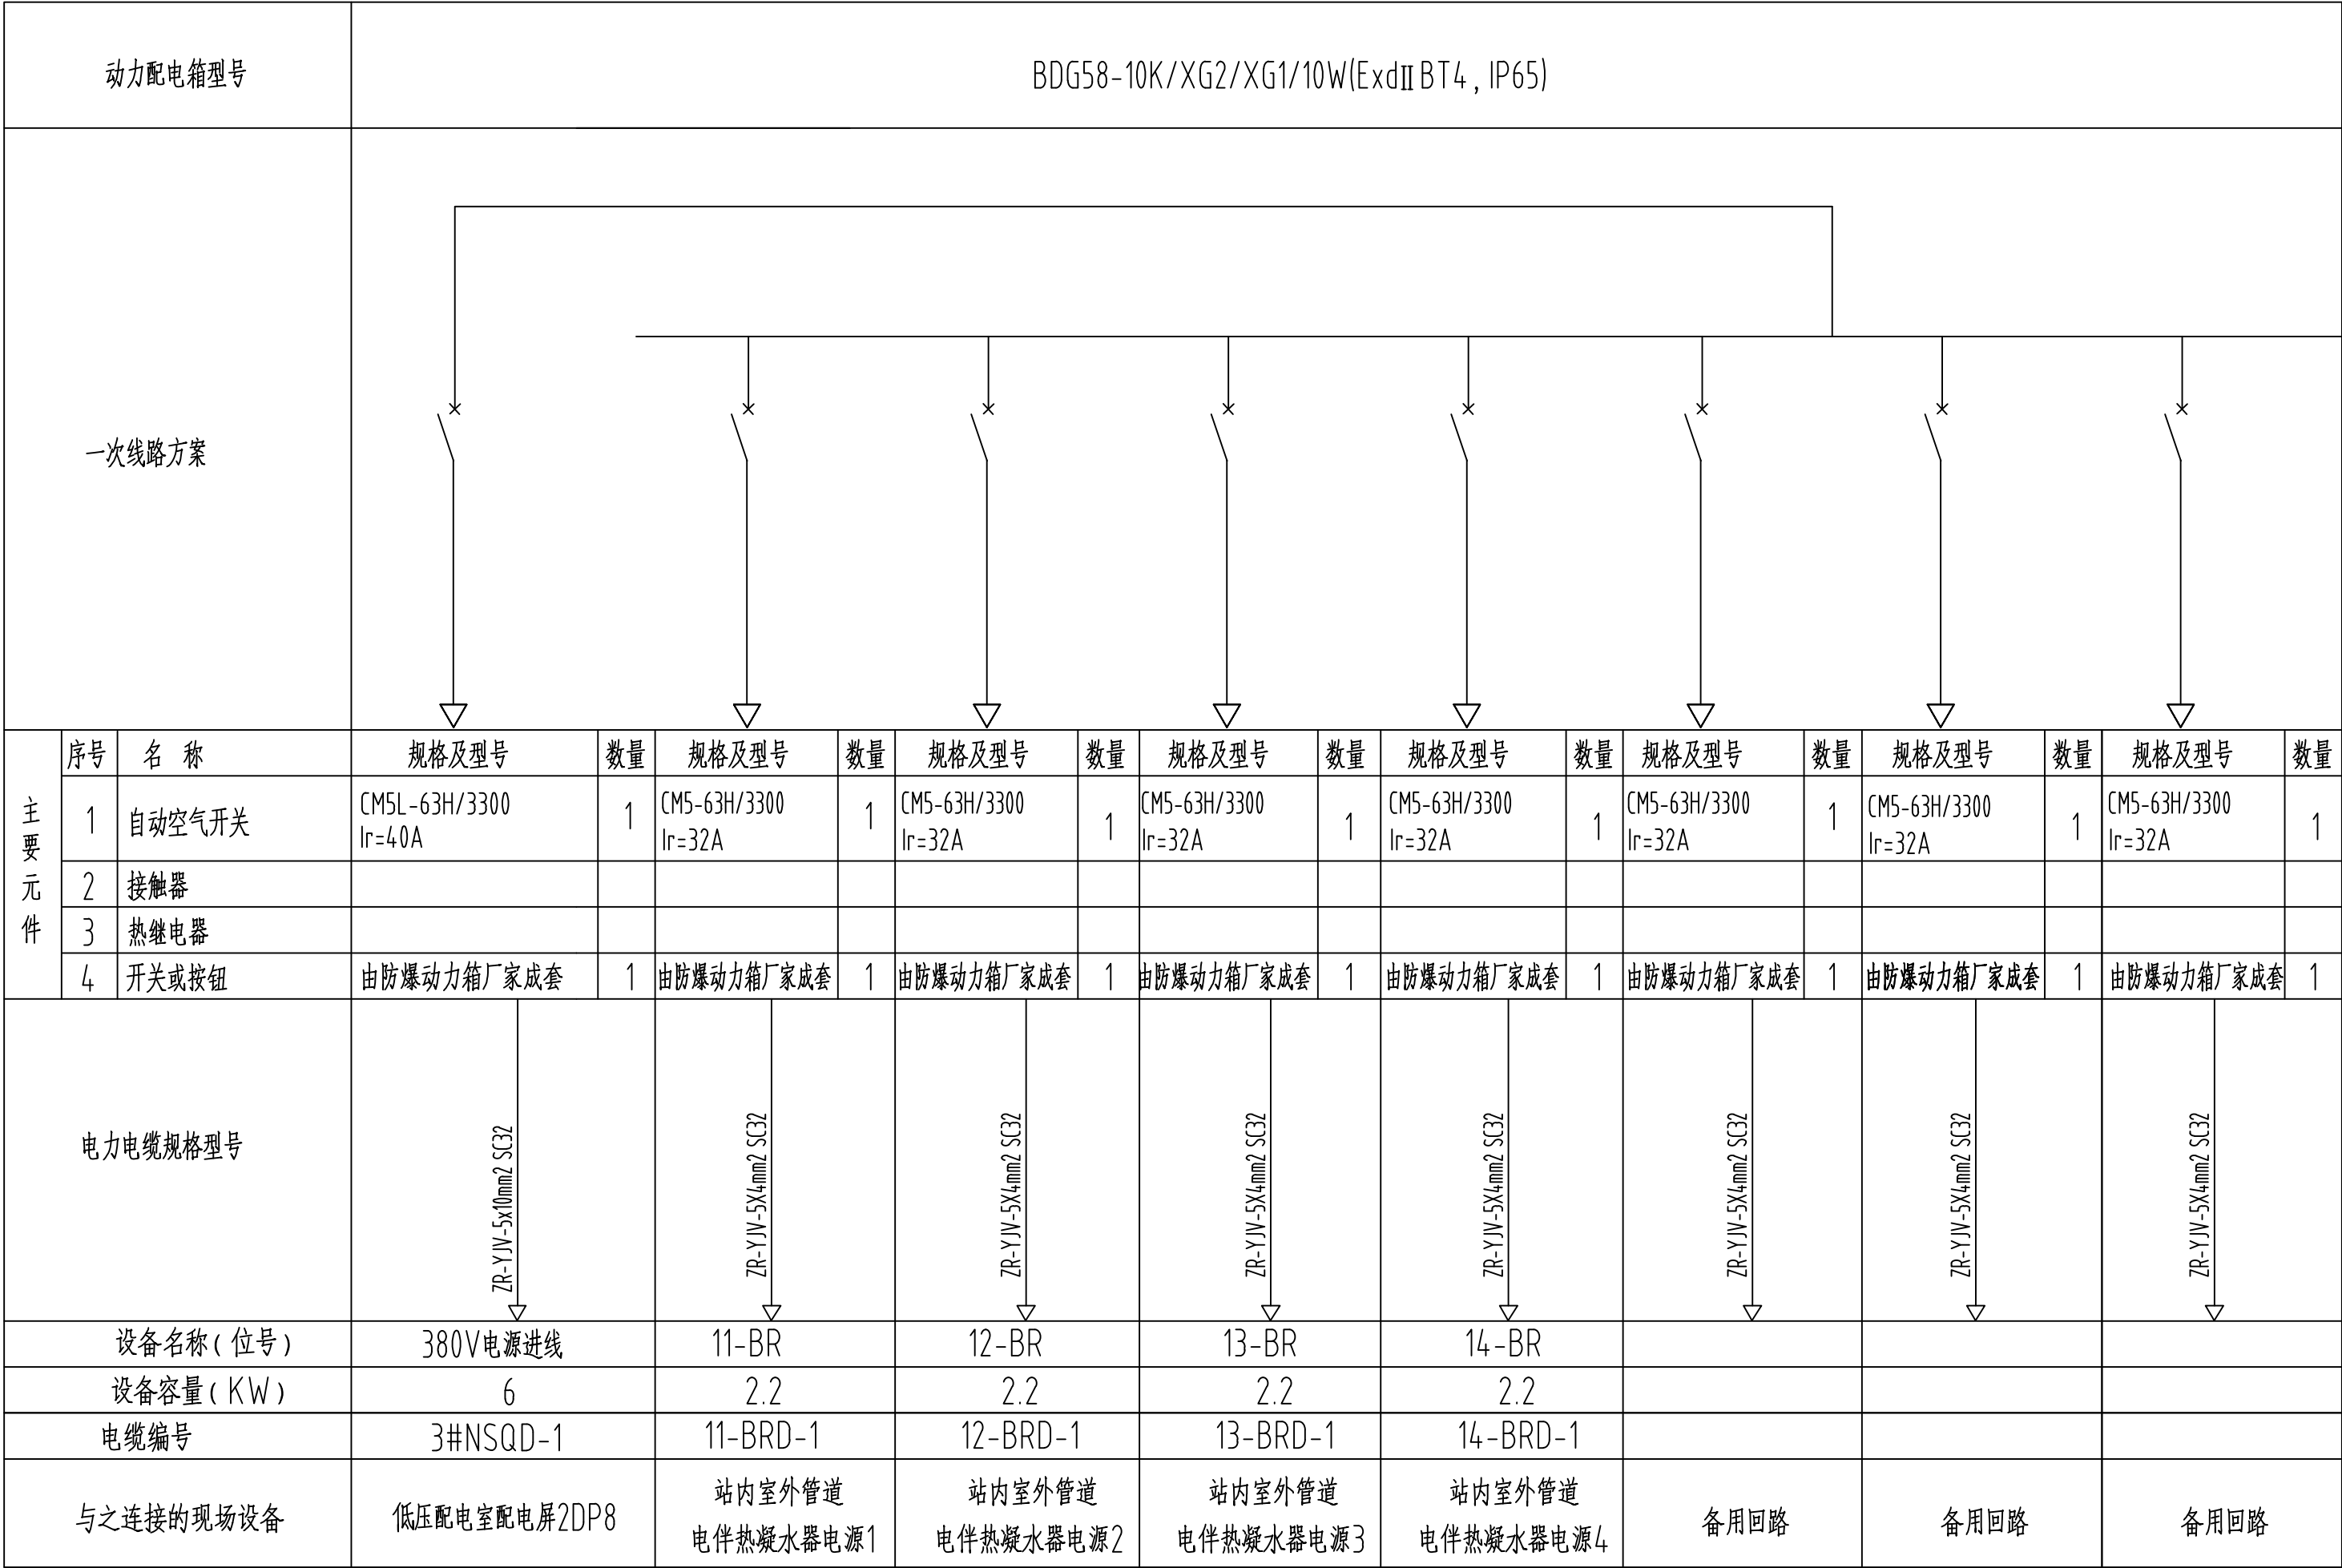 动力配电箱型号
BDG58-10K/XG2/XG1/10W(ExdⅡBT4, IP65)
一次线路方案
主要元件
序号 名 称 规格及型号 数量 规格及型号 数量 规格及型号 数量 规格及型号 数量 规格及型号 数量 规格及型号 数量 规格及型号 数量 规格及型号 数量
1 自动空气开关
CM5L-63H/3300
Ir=40A
1
CM5-63H/3300
Ir=32A
1
CM5-63H/3300
Ir=32A
1
CM5-63H/3300
Ir=32A
1
CM5-63H/3300
Ir=32A
1
CM5-63H/3300
Ir=32A
1
CM5-63H/3300
Ir=32A
1
CM5-63H/3300
Ir=32A
1
2 接触器
3 热继电器
4 开关或按钮 由防爆动力箱厂家成套 1 由防爆动力箱厂家成套 1 由防爆动力箱厂家成套 1 由防爆动力箱厂家成套 1 由防爆动力箱厂家成套 1 由防爆动力箱厂家成套 1 由防爆动力箱厂家成套 1 由防爆动力箱厂家成套 1
电力电缆规格型号
ZR-YJV-5x10mm2 SC32
ZR-YJV-5X4mm2 SC32
ZR-YJV-5X4mm2 SC32
ZR-YJV-5X4mm2 SC32
ZR-YJV-5X4mm2 SC32
ZR-YJV-5X4mm2 SC32
ZR-YJV-5X4mm2 SC32
ZR-YJV-5X4mm2 SC32
设备名称(位号) 380V电源进线 11-BR 12-BR 13-BR 14-BR
设备容量(KW) 6 2.2 2.2 2.2 2.2
电缆编号 3#NSQD-1 11-BRD-1 12-BRD-1 13-BRD-1 14-BRD-1
与之连接的现场设备
低压配电室配电屏2DP8
站内室外管道
电伴热凝水器电源1
站内室外管道
电伴热凝水器电源2
站内室外管道
电伴热凝水器电源3
站内室外管道
电伴热凝水器电源4
备用回路
备用回路
备用回路